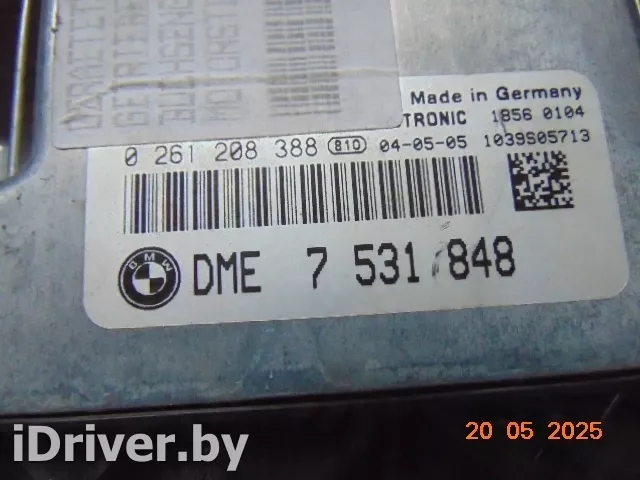 Made in Germany
TRONIC 1856 0104
0 261 208 388 810 04-05-05 1039S05713
BMW
DME 7 531 848
iDriver.by
20 05 2025